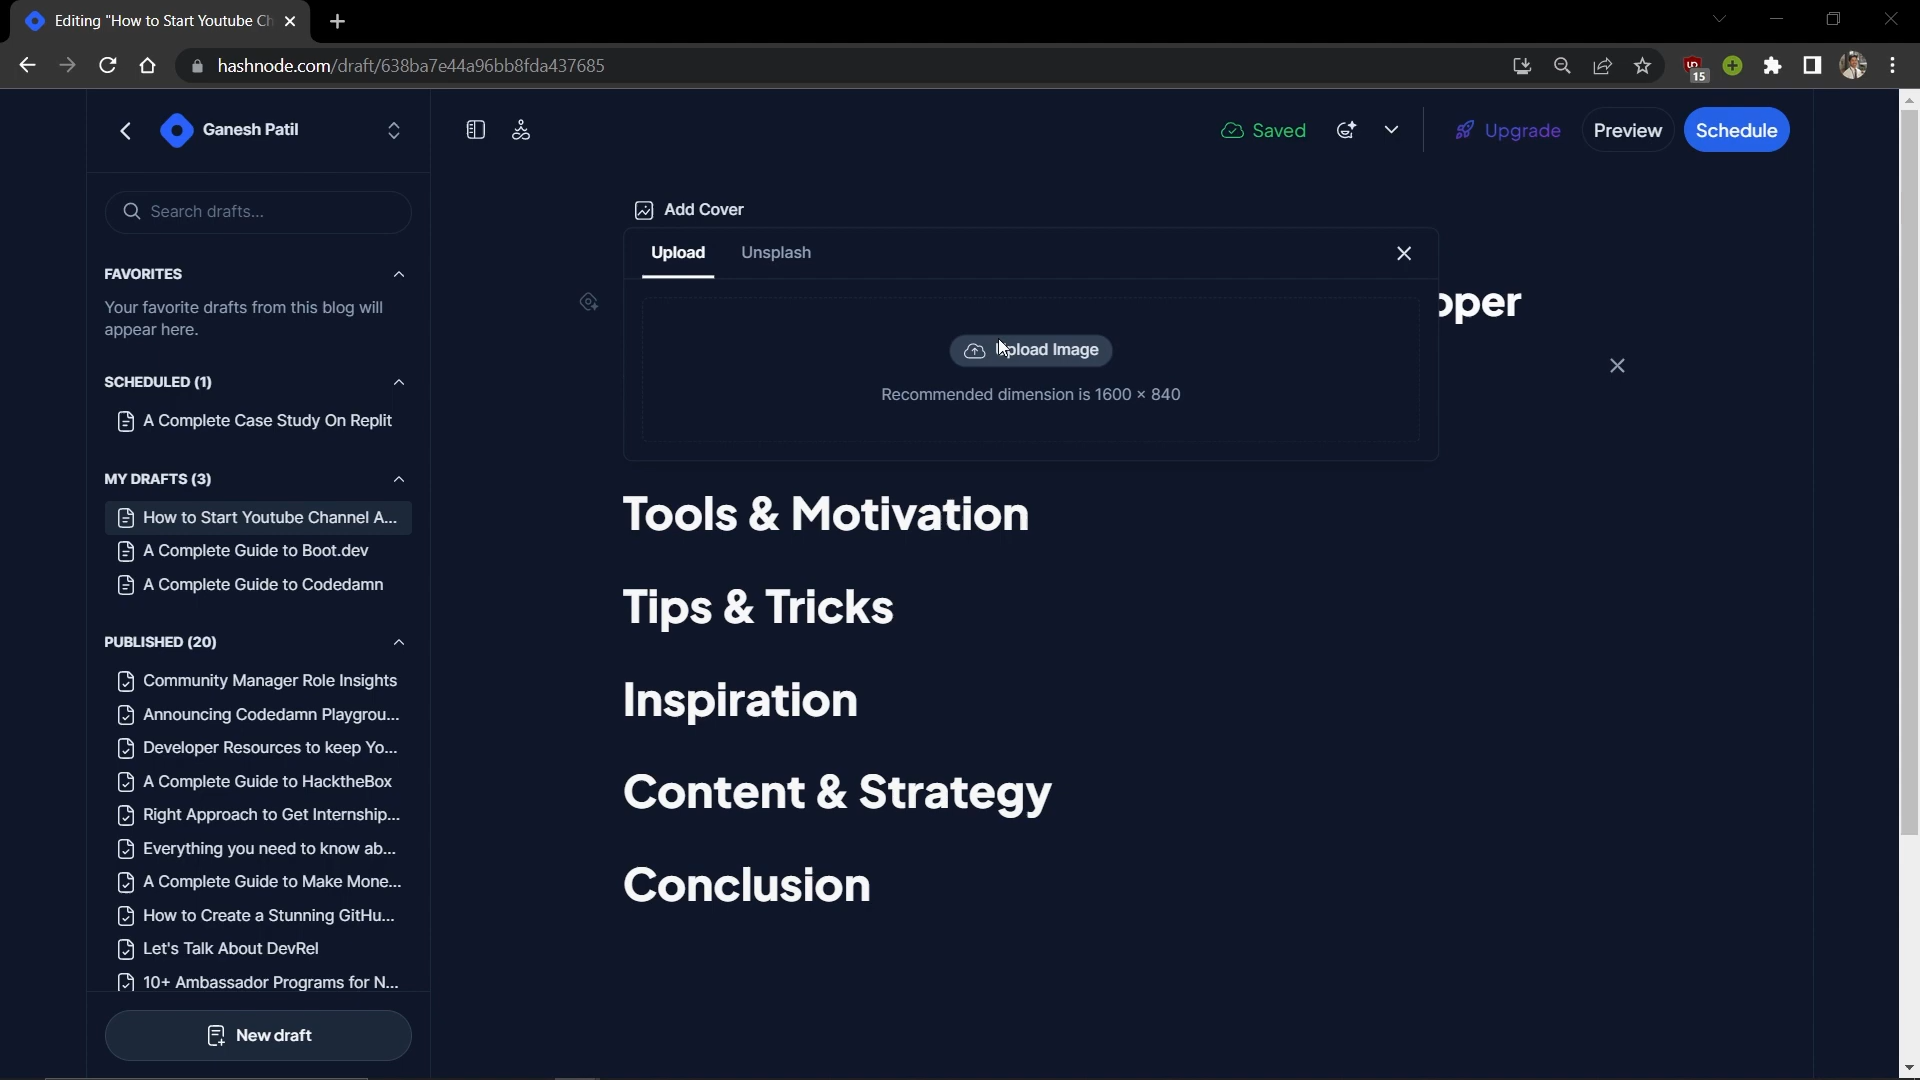 Editing "How to Start Youtube Ch
hashnode.com/draft/638ba7e44a96bb8fda437685
15
Ganesh Patil
Saved
Upgrade
Preview
Schedule
Search drafts...
Add Cover
Upload
Unsplash
FAVORITES
Your favorite drafts from this blog will
appear here.
oper
Upload Image
Recommended dimension is 1600 × 840
SCHEDULED (1)
A Complete Case Study On Replit
MY DRAFTS (3)
How to Start Youtube Channel A...
A Complete Guide to Boot.dev
A Complete Guide to Codedamn
Tools & Motivation
Tips & Tricks
Inspiration
Content & Strategy
Conclusion
PUBLISHED (20)
Community Manager Role Insights
Announcing Codedamn Playgrou...
Developer Resources to keep Yo...
A Complete Guide to HacktheBox
Right Approach to Get Internship...
Everything you need to know ab...
A Complete Guide to Make Mone...
How to Create a Stunning GitHu...
Let's Talk About DevRel
10+ Ambassador Programs for N...
New draft